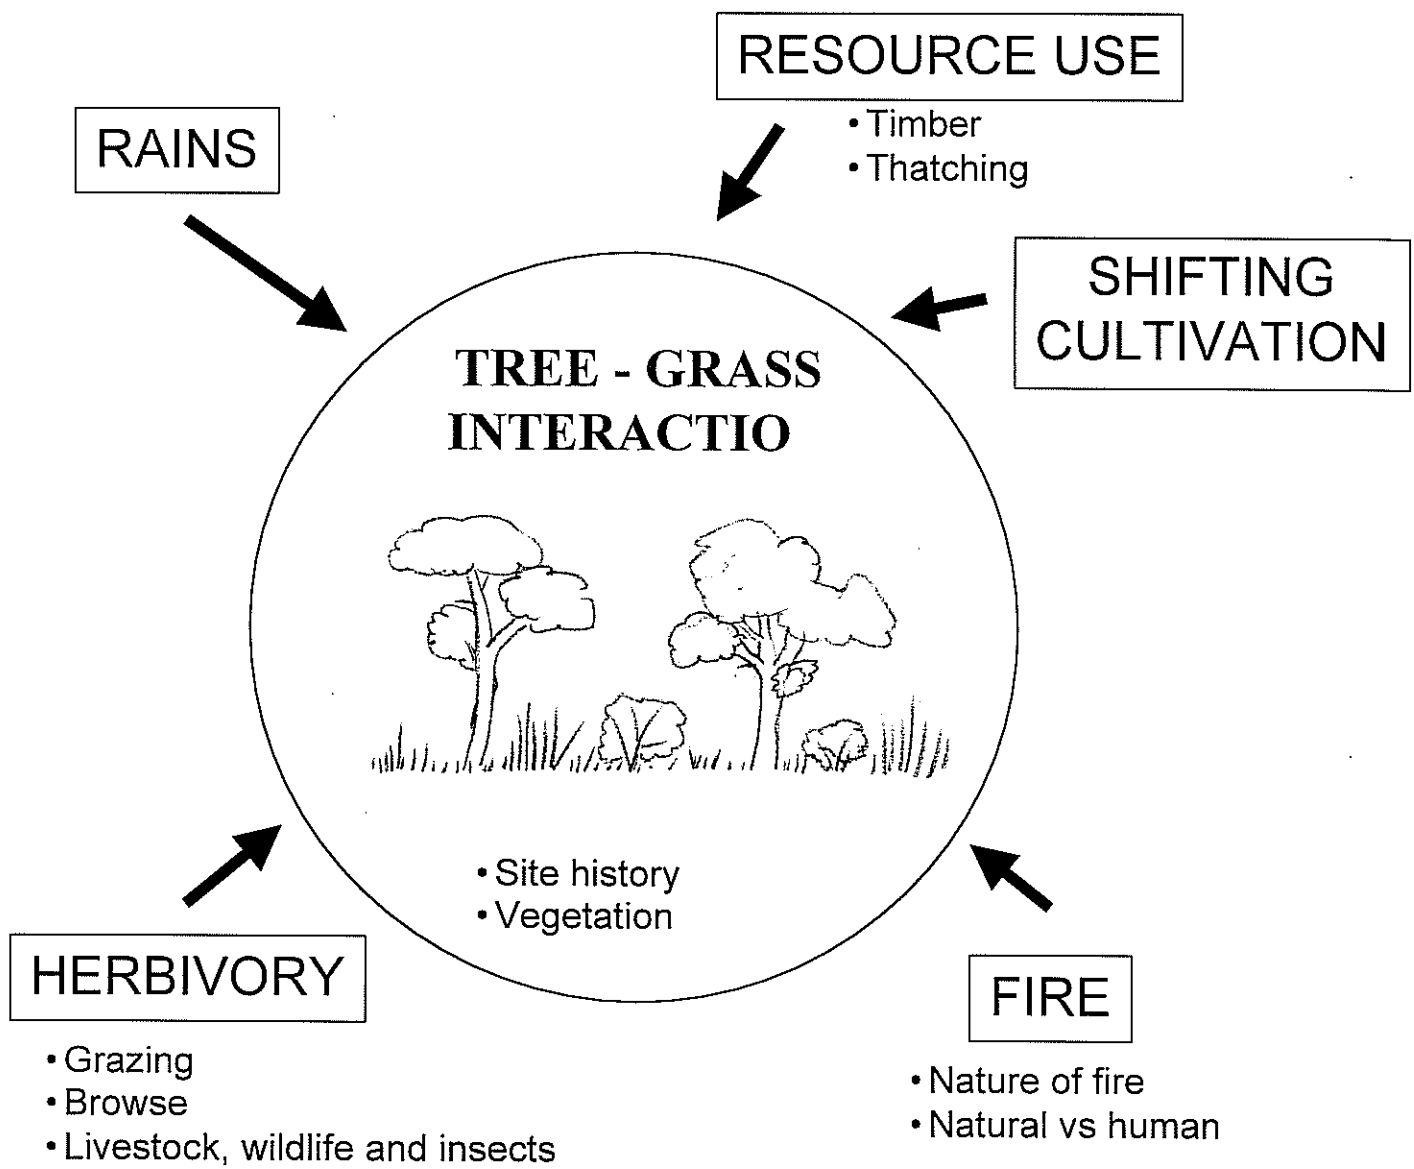 RESOURCE USE
• Timber
• Thatching
RAINS
SHIFTING
CULTIVATION
TREE - GRASS
INTERACTIO
• Site history
• Vegetation
HERBIVORY
• Grazing
• Browse
• Livestock, wildlife and insects
FIRE
• Nature of fire
• Natural vs human